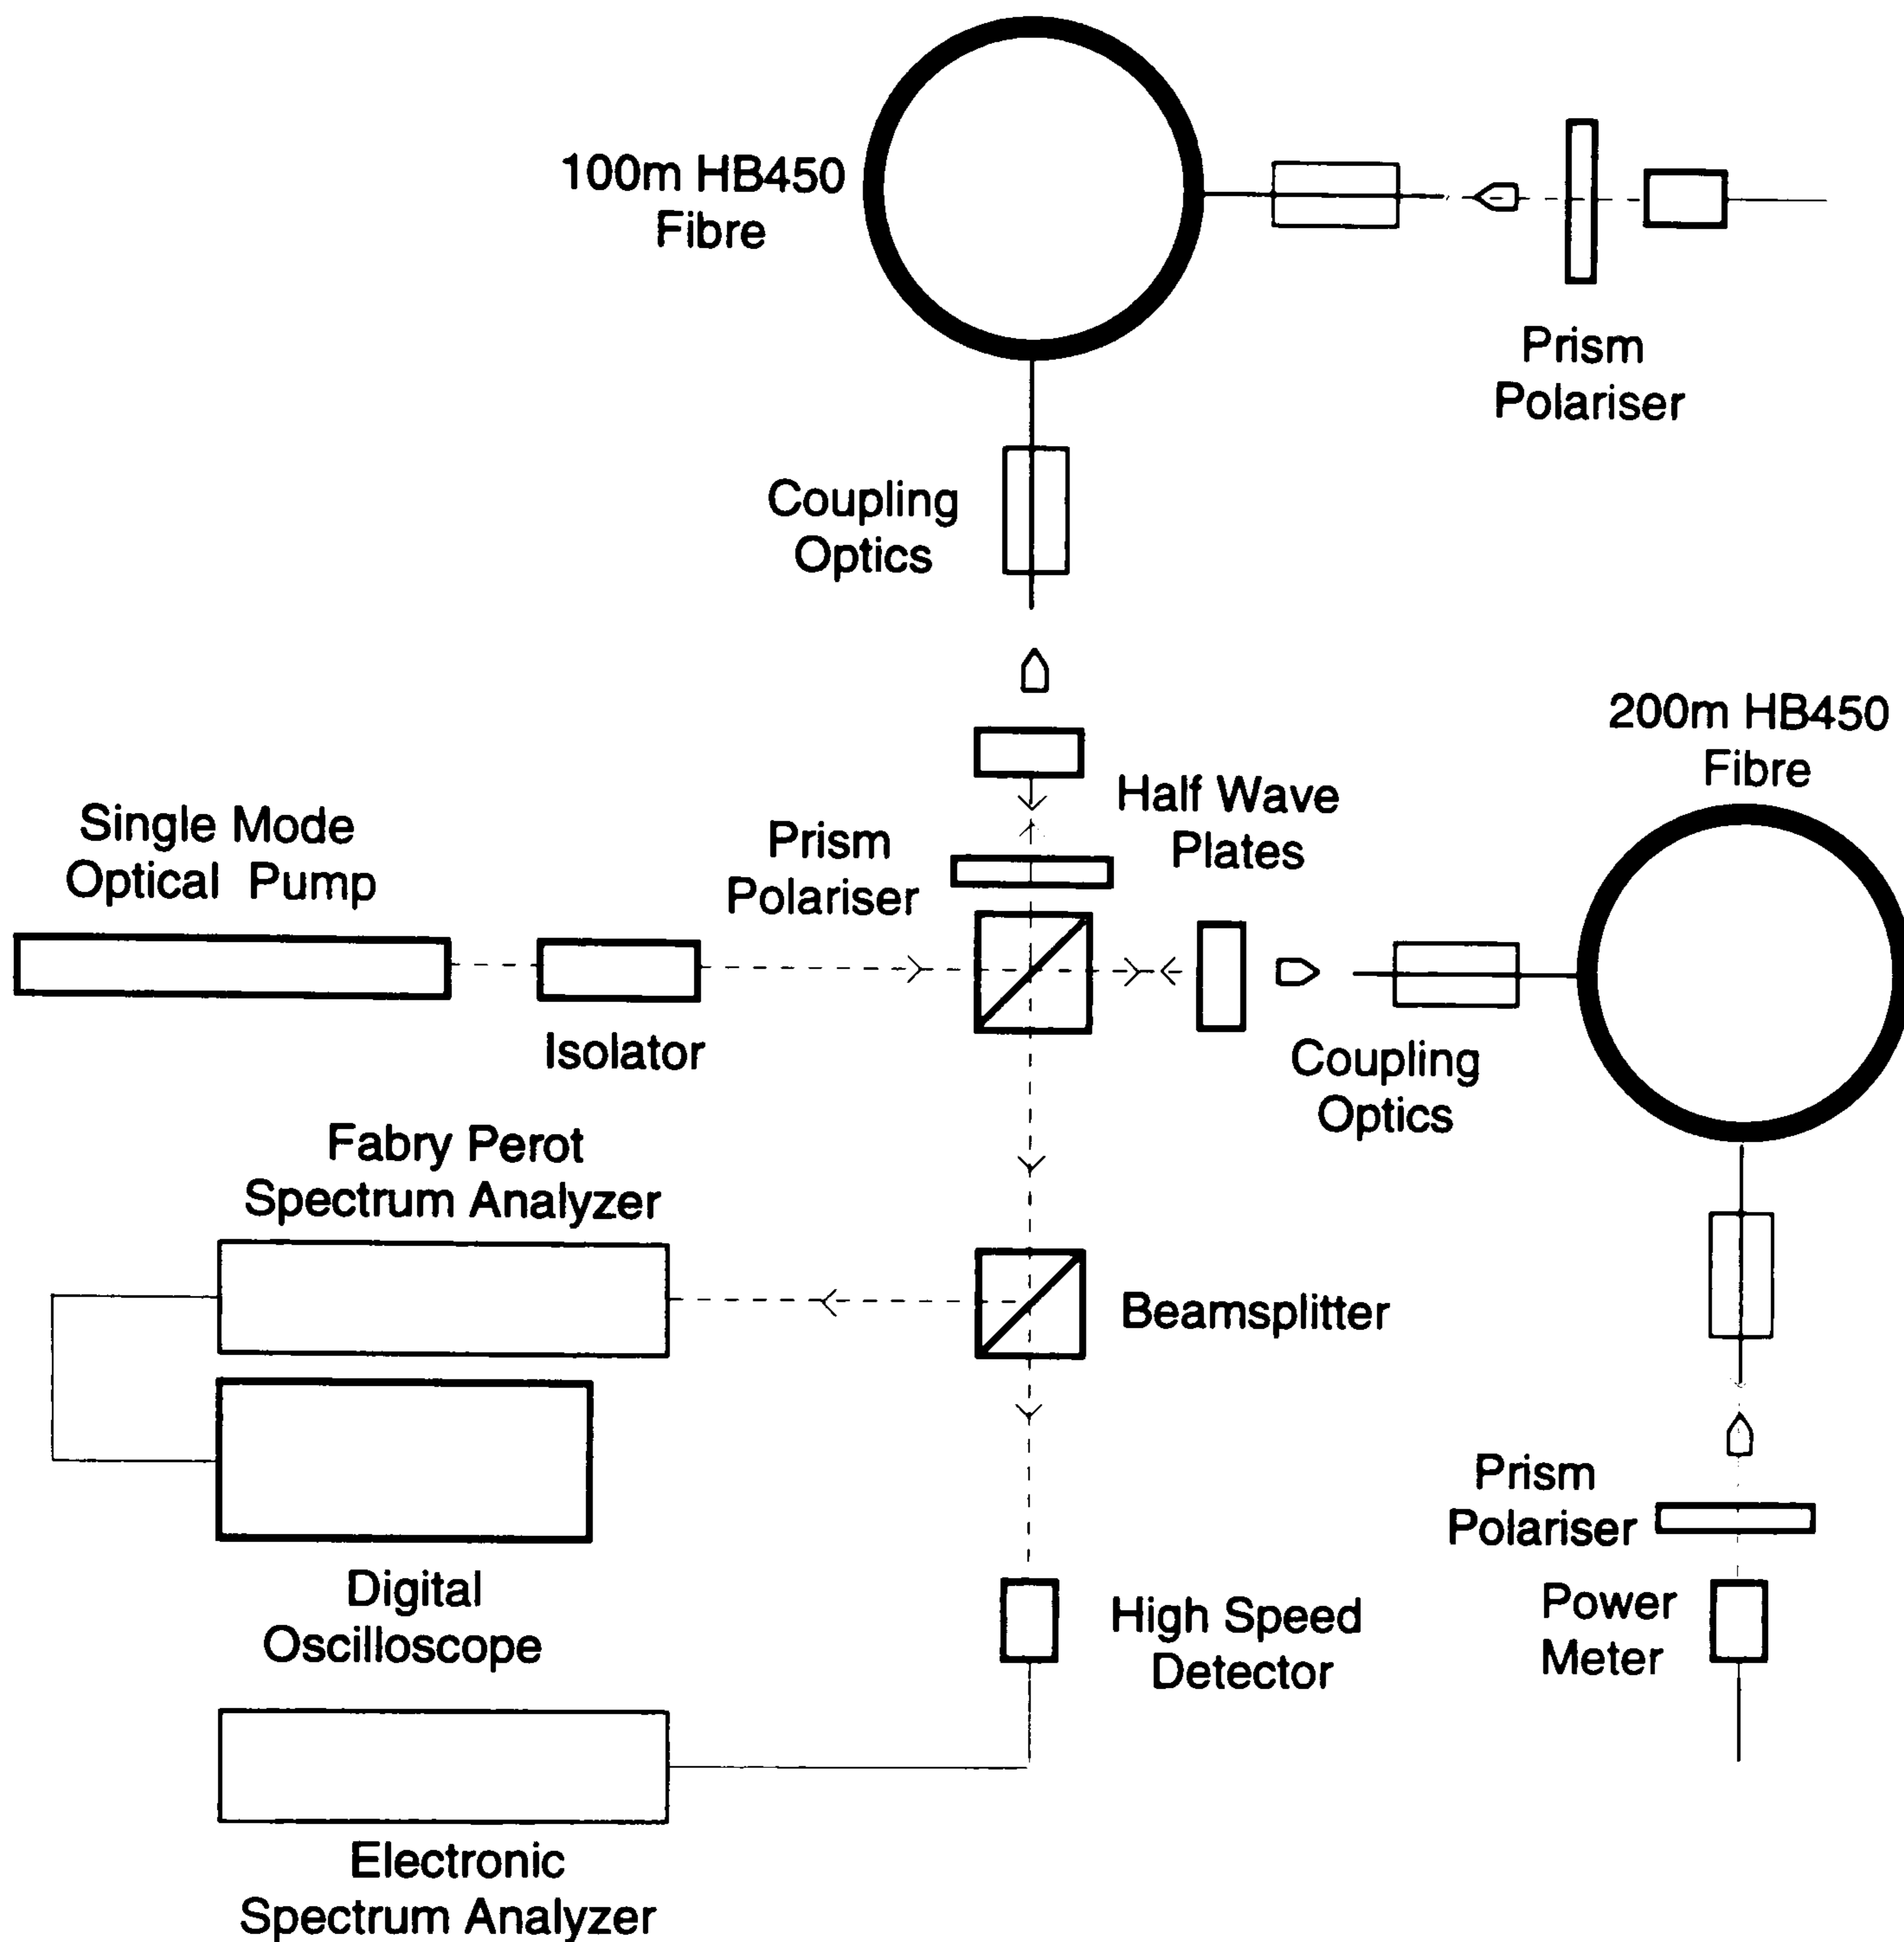 100m HB450
Fibre
Prism
Polariser
Coupling
Optics
200m HB450
Fibre
Half Wave
Plates
Single Mode
Optical Pump
Prism
Polariser
Isolator
Coupling
Optics
Fabry Perot
Spectrum Analyzer
Beamsplitter
Prism
Polariser
Digital
Oscilloscope
High Speed
Detector
Power
Meter
Electronic
Spectrum Analyzer